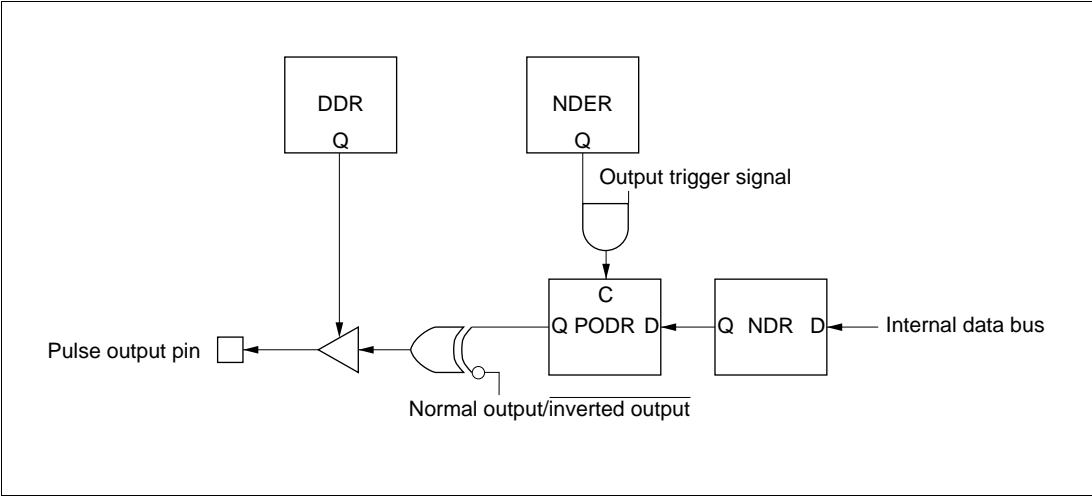 DDR
Q
NDER
Q
Output trigger signal
C
Q PODR D
Q NDR D
Internal data bus
Pulse output pin
Normal output/inverted output